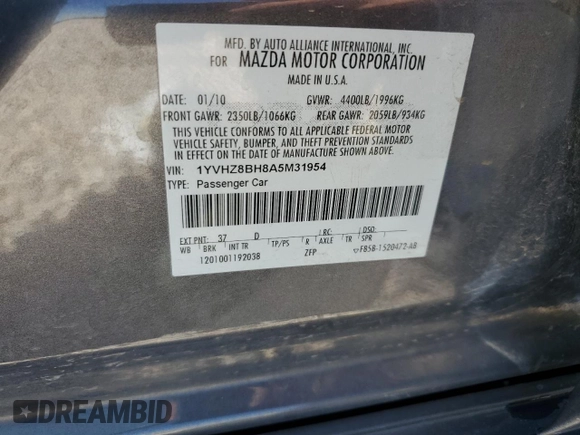 MFD. BY AUTO ALLIANCE INTERNATIONAL, INC.
FOR MAZDA MOTOR CORPORATION
MADE IN U.S.A.
DATE: 01/10 GVWR: 4400LB/1996KG
FRONT GAWR: 2350LB/1066KG REAR GAWR: 2059LB/934KG
THIS VEHICLE CONFORMS TO ALL APPLICABLE FEDERAL MOTOR
VEHICLE SAFETY, BUMPER, AND THEFT PREVENTION STANDARDS
IN EFFECT ON THE DATE OF MANUFACTURE SHOWN ABOVE.
VIN: 1YVHZ8BH8A5M31954
TYPE: Passenger Car
EXT PNT: 37 D RC: DSO:
WB BRK INT TR TP/PS R AXLE TR SPR
1201001192038 ZFP F85B-1520472-AB
DREAMBID